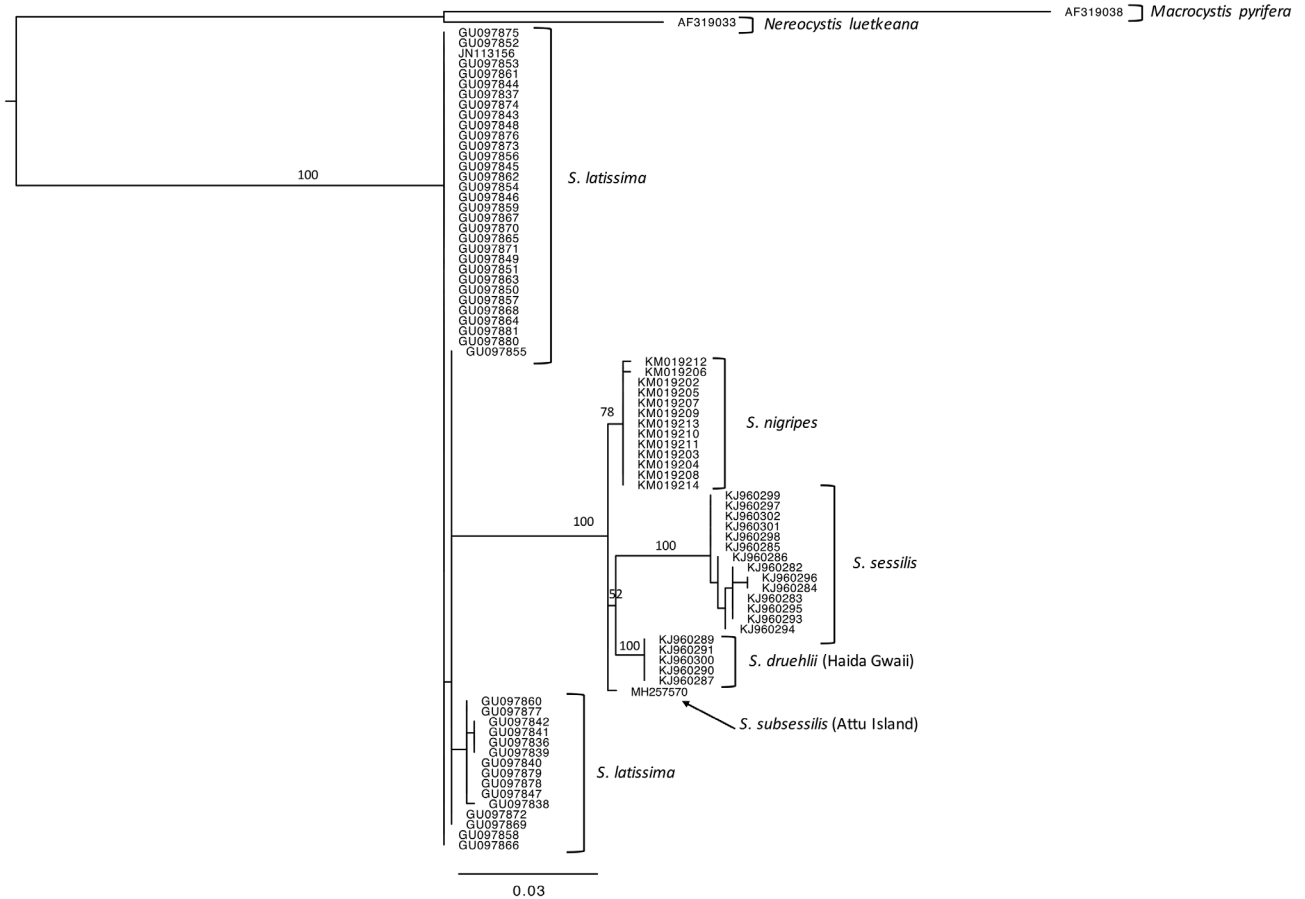 AF319038 Macrocystis pyrifera
AF319033 Nereocystis luetkeana
GU097875
GU097852
JN113156
GU097853
GU097861
GU097844
GU097837
GU097874
GU097843
GU097848
GU097876
GU097873
GU097856
GU097845
100
GU097862
S. latissima
GU097854
GU097846
GU097859
GU097867
GU097870
GU097865
GU097871
GU097849
GU097851
GU097863
GU097850
GU097857
GU097868
GU097864
GU097881
GU097880
GU097855
KM019212
KM019206
KM019202
KM019205
KM019207
78
KM019209
KM019213
S. nigripes
KM019210
KM019211
KM019203
KM019204
KM019208
KM019214
KJ960299
KJ960297
KJ960302
100
KJ960301
KJ960298
100
KJ960285
KJ960286
S. sessilis
KJ960282
KJ960296
KJ960284
52
KJ960283
KJ960295
KJ960293
KJ960294
KJ960289
100
KJ960291
KJ960300
S. druehlii (Haida Gwaii)
KJ960290
KJ960287
MH257570
GU097860
GU097877
GU097842
S. subsessilis (Attu Island)
GU097841
GU097836
GU097839
GU097840
GU097879
S. latissima
GU097878
GU097847
GU097838
GU097872
GU097869
GU097858
GU097866
0.03